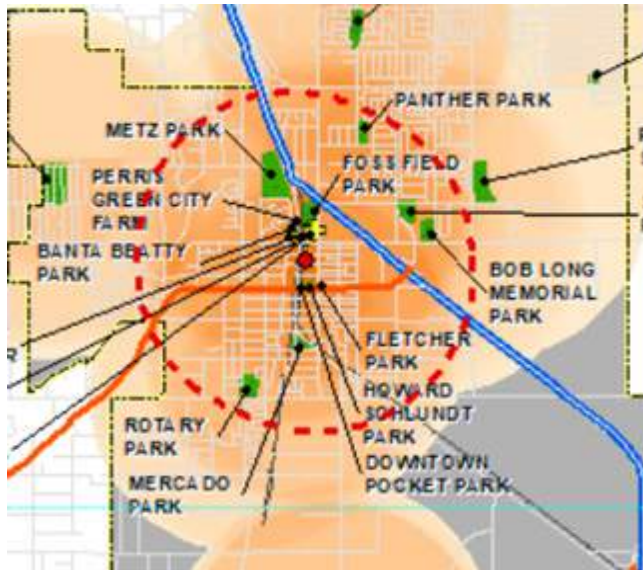 PANTHER PARK
METZ PARK
FOSS FIELD
PARK
PERRIS
GREEN CITY
FARM
BANTA BEATTY
PARK
BOB LONG
MEMORIAL
PARK
FLETCHER
PARK
HOWARD
SCHLUNDT
PARK
ROTARY
PARK
MERCADO
PARK
DOWNTOWN
POCKET PARK
R